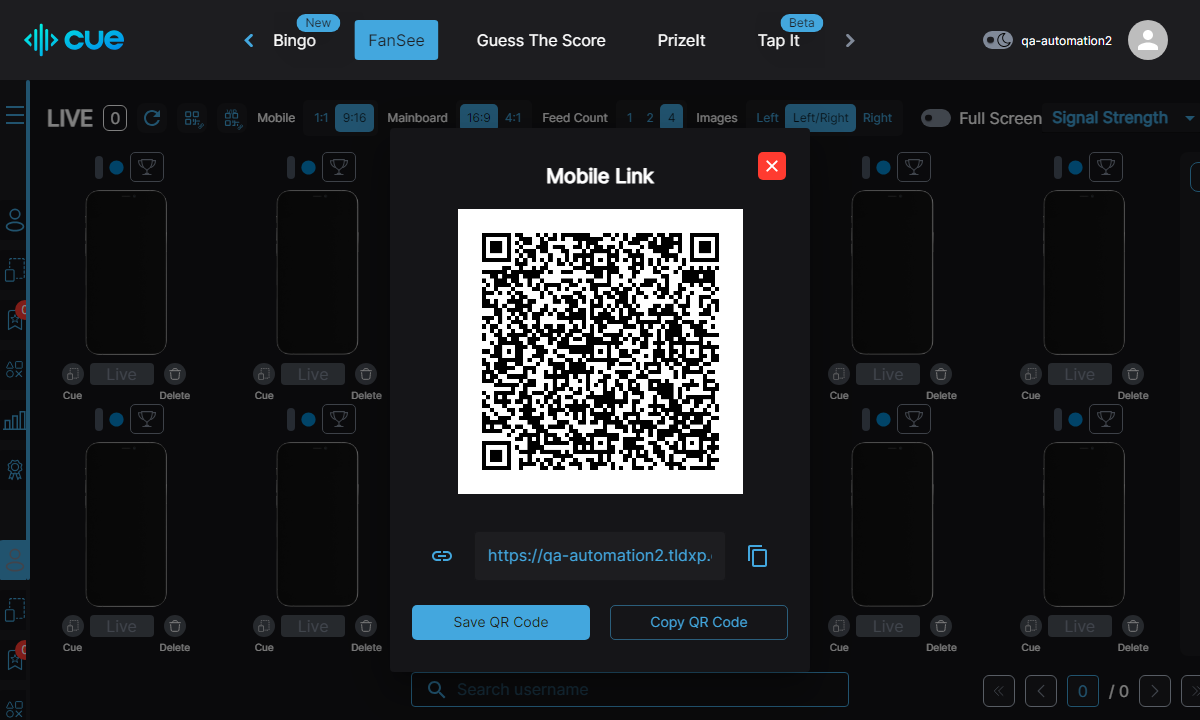 cue
Bingo New
FanSee
Guess The Score
PrizeIt
Tap It Beta
qa-automation2
LIVE 0
Mobile 1:1 9:16
Mainboard 16:9 4:1
Feed Count 1 2 4
Images Left Left/Right Right
Full Screen
Signal Strength
Mobile Link
Live Live Live Live
Cue Delete Cue Delete Cue Delete Cue Delete
https://qa-automation2.tldxp.
Save QR Code
Copy QR Code
Live Live Live Live
Cue Delete Cue Delete Cue Delete Cue Delete
Search username
0 / 0